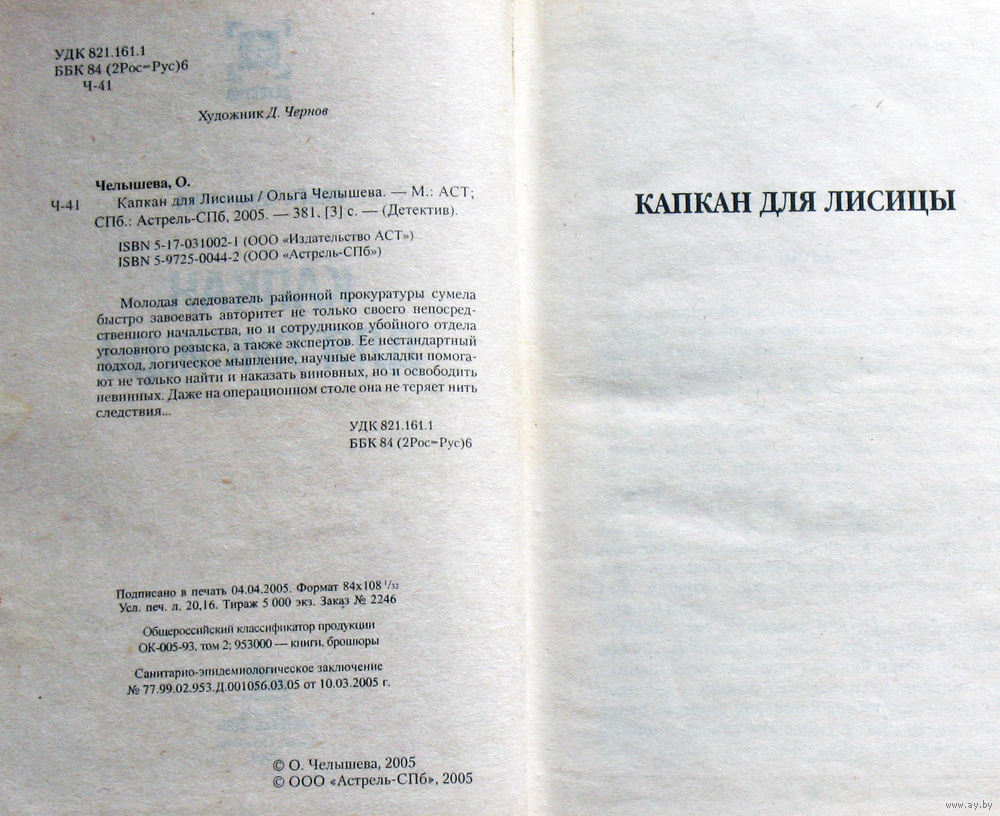 УДК 821.161.1
ББК 84 (2Рос=Рус)6
Ч-41
Художник Д. Чернов
Челышева, О.
Ч-41 Капкан для Лисицы / Ольга Челышева. — М.: АСТ;
СПб.: Астрель-СПб, 2005. — 381, [3] с. — (Детектив).
ISBN 5-17-031002-1 (ООО «Издательство АСТ»)
ISBN 5-9725-0044-2 (ООО «Астрель-СПб»)
Молодая следователь районной прокуратуры сумела
быстро завоевать авторитет не только своего непосред-
ственного начальства, но и сотрудников убойного отдела
уголовного розыска, а также экспертов. Ее нестандартный
подход, логическое мышление, научные выкладки помога-
ют не только найти и наказать виновных, но и освободить
невинных. Даже на операционном столе она не теряет нить
следствия...
УДК 821.161.1
ББК 84 (2Рос=Рус)6
Подписано в печать 04.04.2005. Формат 84х108 1/32
Усл. печ. л. 20,16. Тираж 5 000 экз. Заказ № 2246
Общероссийский классификатор продукции
ОК-005-93, том 2; 953000 — книги, брошюры
Санитарно-эпидемиологическое заключение
№ 77.99.02.953.Д.001056.03.05 от 10.03.2005 г.
© О. Челышева, 2005
© ООО «Астрель-СПб», 2005
КАПКАН ДЛЯ ЛИСИЦЫ
www.ay.by